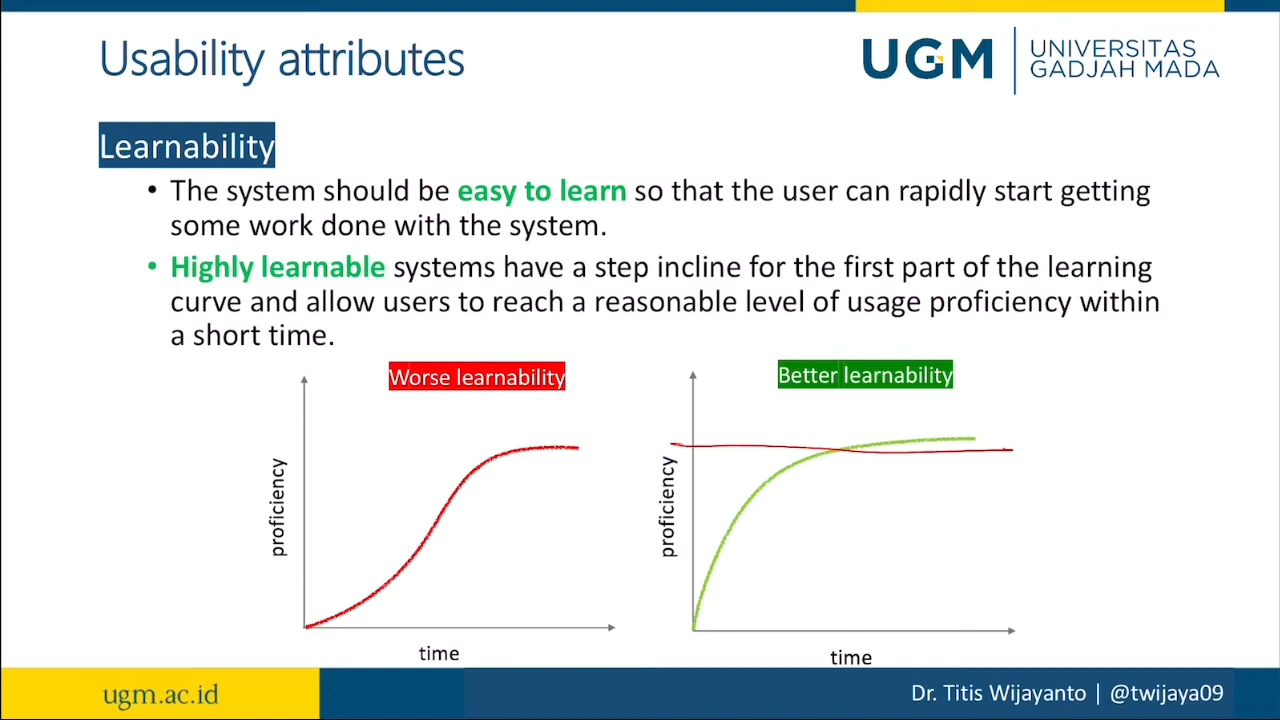 Usability attributes
UGM
UNIVERSITAS
GADJAH MADA
Learnability
• The system should be easy to learn so that the user can rapidly start getting
some work done with the system.
• Highly learnable systems have a step incline for the first part of the learning
curve and allow users to reach a reasonable level of usage proficiency within
a short time.
Worse learnability
proficiency
time
Better learnability
proficiency
time
ugm.ac.id
Dr. Titis Wijayanto | @twijaya09